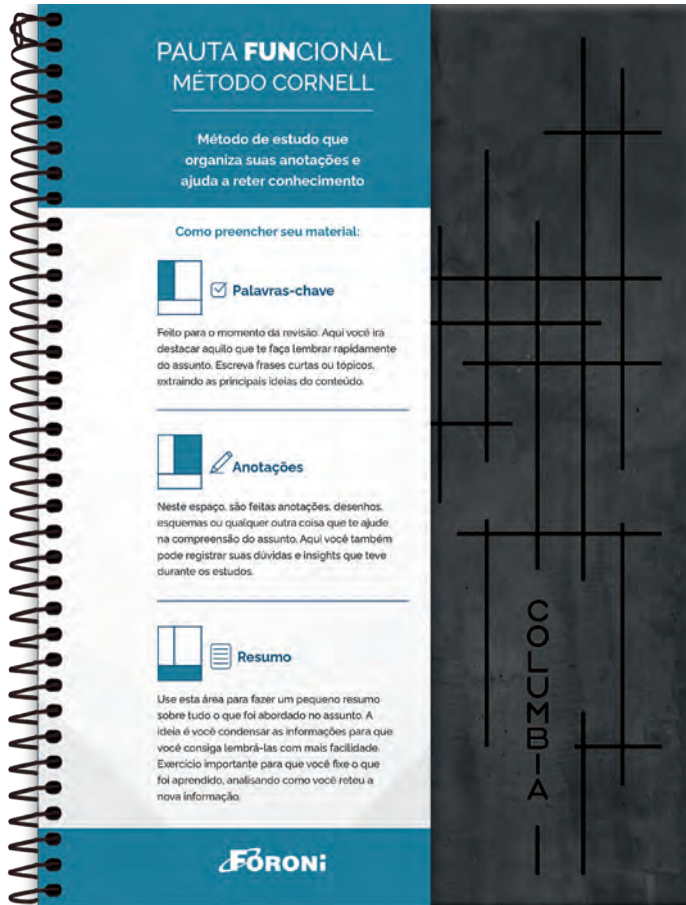 PAUTA FUNCIONAL
MÉTODO CORNELL
Método de estudo que
organiza suas anotações e
ajuda a reter conhecimento
Como preencher seu material:
Palavras-chave
Feito para o momento da revisão. Aqui você irá
destacar aquilo que te faça lembrar rapidamente
do assunto. Escreva frases curtas ou tópicos,
extraindo as principais ideias do conteúdo.
Anotações
Neste espaço, são feitas anotações, desenhos,
esquemas ou qualquer outra coisa que te ajude
na compreensão do assunto. Aqui você também
pode registrar suas dúvidas e insights que teve
durante os estudos.
Resumo
Use esta área para fazer um pequeno resumo
sobre tudo o que foi abordado no assunto. A
ideia é você condensar as informações para que
você consiga lembrá-las com mais facilidade.
Exercício importante para que você fixe o que
foi aprendido, analisando como você reteu a
nova informação.
FORONI
COLUMBIA